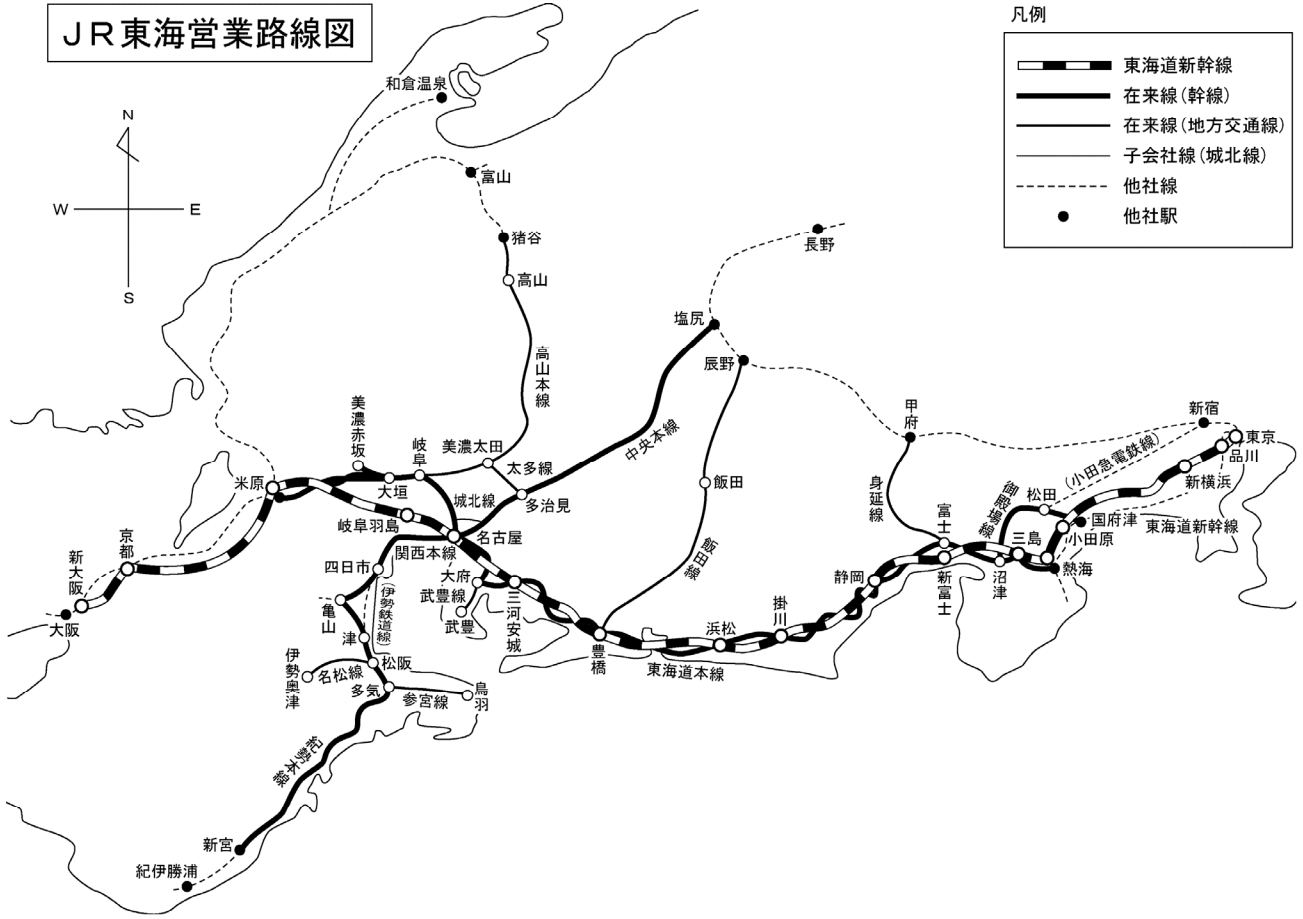 JR東海営業路線図
凡例
東海道新幹線
在来線(幹線)
在来線(地方交通線)
子会社線(城北線)
他社線
他社駅
N
W
E
S
和倉温泉
富山
猪谷
高山
高山本線
長野
塩尻
辰野
中央本線
美濃赤坂
岐阜
美濃太田
太多線
多治見
城北線
米原
大垣
岐阜羽島
名古屋
関西本線
京都
新大阪
大阪
四日市
亀山
(伊勢鉄道線)
津
松阪
名松線
伊勢奥津
多気
参宮線
鳥羽
紀勢本線
新宮
紀伊勝浦
大府
武豊線
武豊
三河安城
豊橋
飯田
飯田線
浜松
東海道本線
掛川
静岡
甲府
身延線
富士
新富士
沼津
三島
御殿場線
松田
国府津
小田原
熱海
(小田急電鉄線)
新宿
東京
品川
新横浜
東海道新幹線